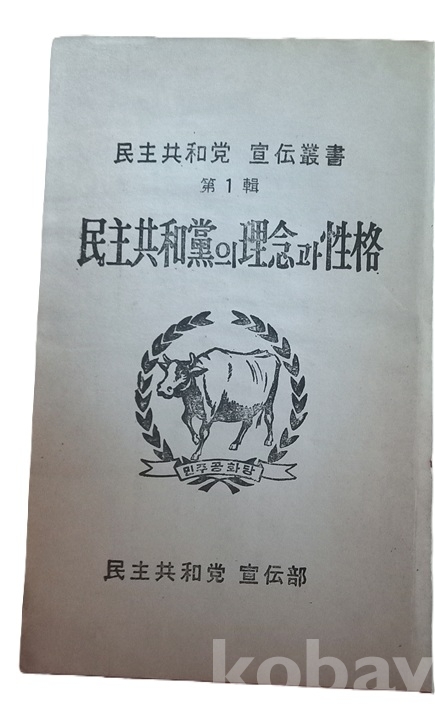 民主共和党 宣伝叢書
第1輯
民主共和黨의理念과性格
민주공화당
民主共和党 宣伝部
kobay